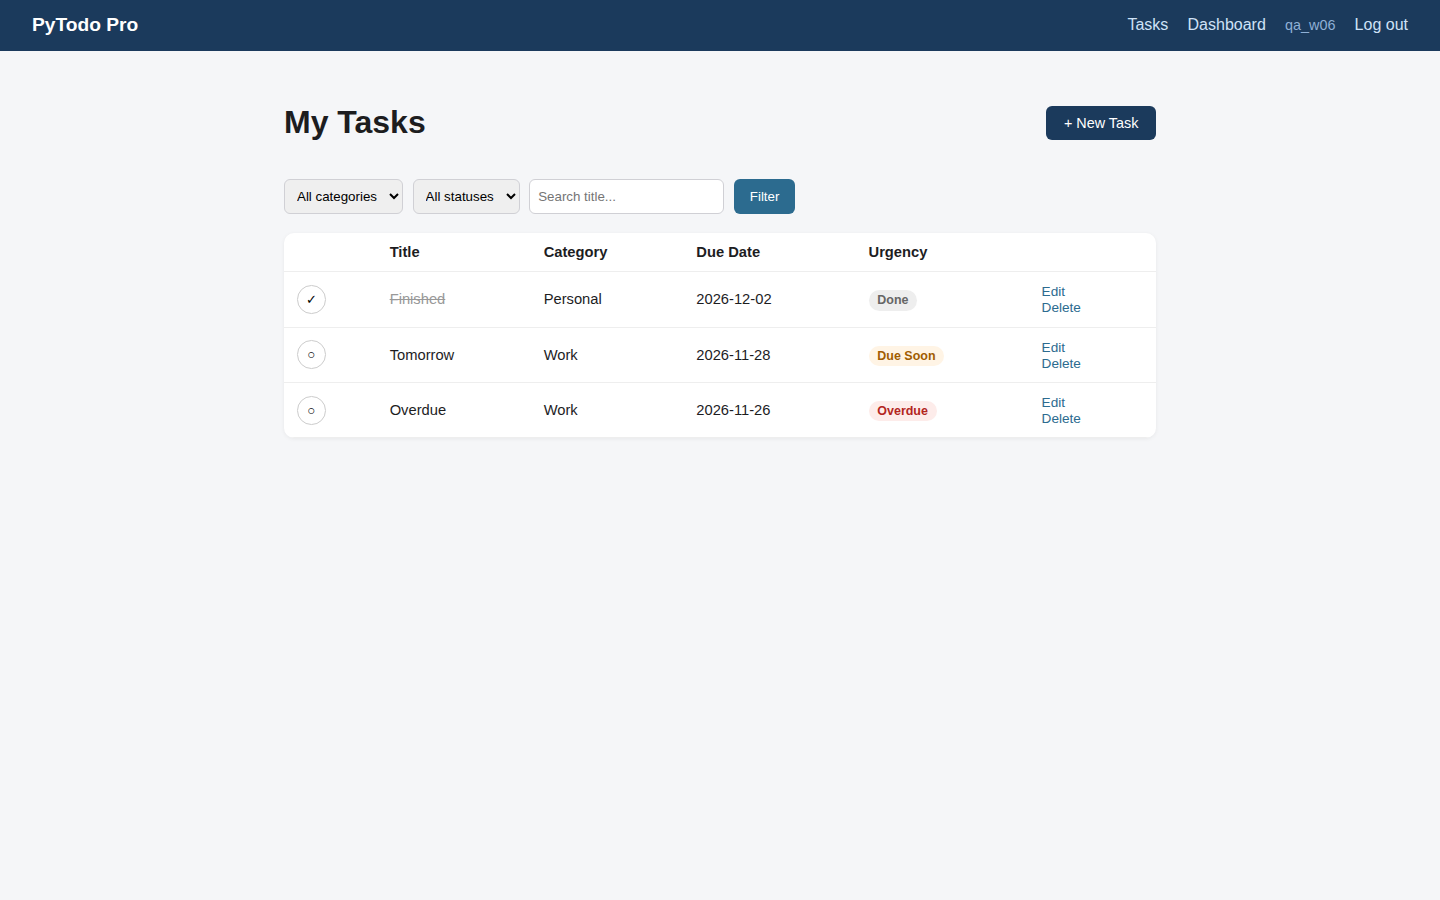 PyTodo Pro Tasks Dashboard qa_w06 Log out
My Tasks + New Task
All categories All statuses Search title... Filter
Title Category Due Date Urgency
✓ Finished Personal 2026-12-02 Done Edit
Delete
○ Tomorrow Work 2026-11-28 Due Soon Edit
Delete
○ Overdue Work 2026-11-26 Overdue Edit
Delete